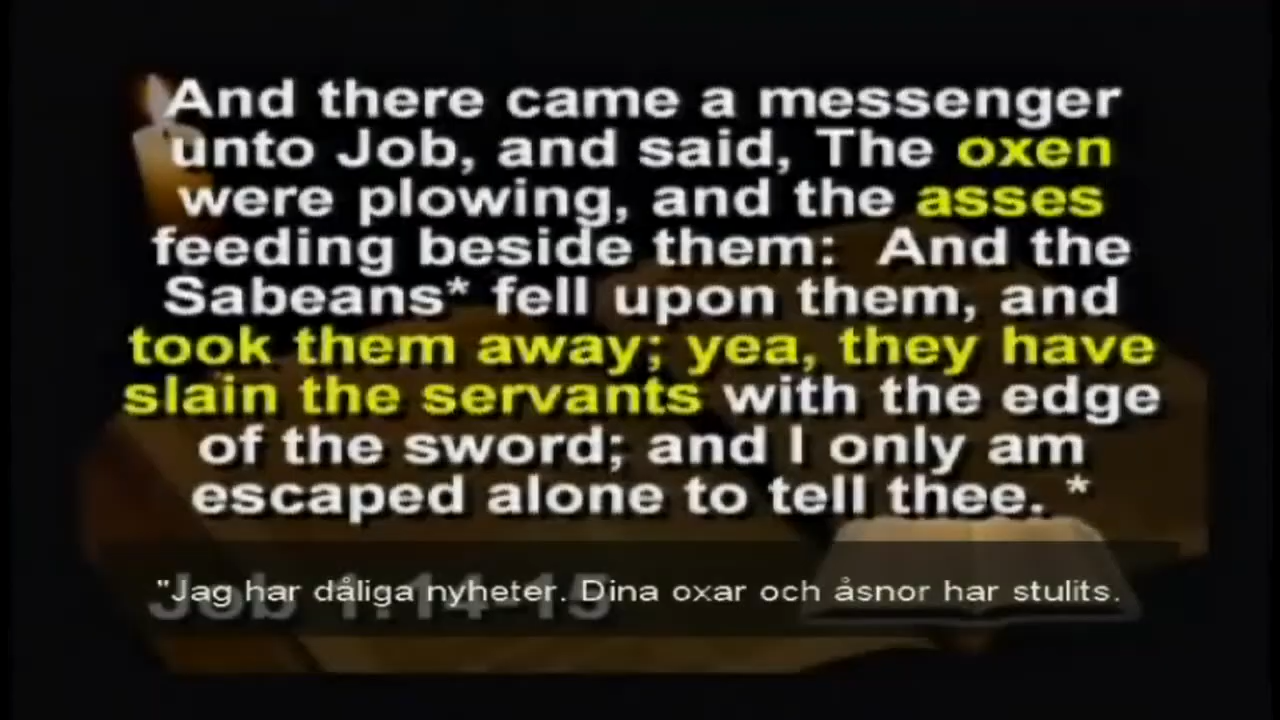 And there came a messenger
unto Job, and said, The oxen
were plowing, and the asses
feeding beside them:  And the
Sabeans* fell upon them, and
took them away; yea, they have
slain the servants with the edge
of the sword; and I only am
escaped alone to tell thee. *
Job 1:14-15
"Jag har dåliga nyheter. Dina oxar och åsnor har stulits.